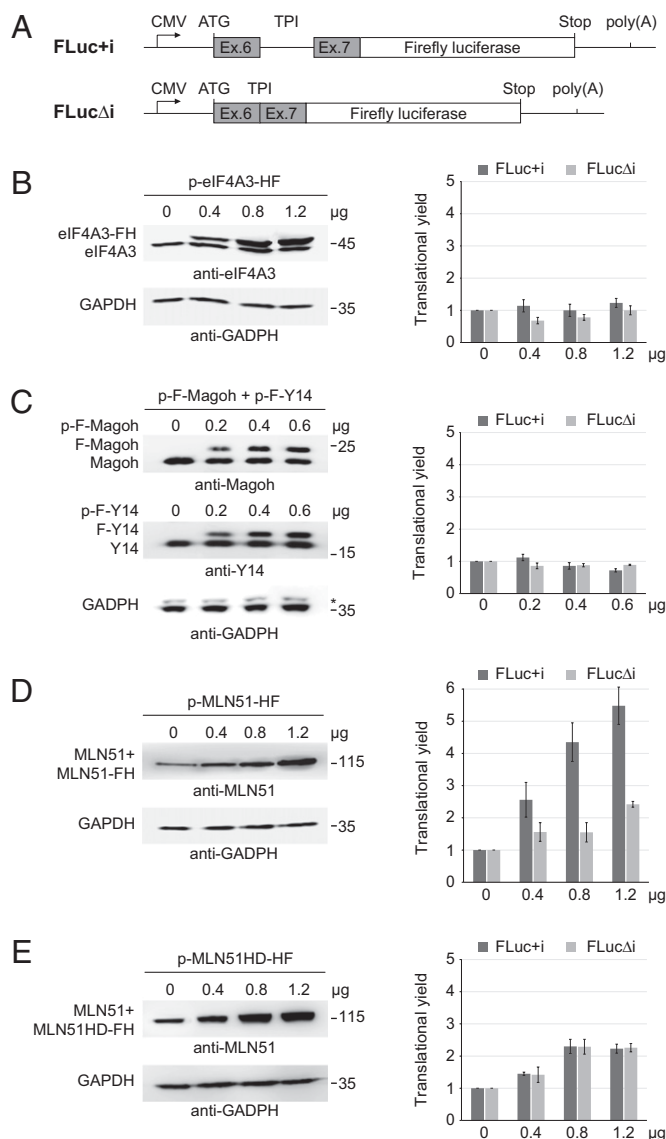 A
CMV ATG TPI Stop poly(A)
FLuc+i Ex.6 Ex.7 Firefly luciferase
CMV ATG TPI Stop poly(A)
FLucΔi Ex.6 Ex.7 Firefly luciferase
B
p-eIF4A3-HF
0 0.4 0.8 1.2 µg
eIF4A3-FH
eIF4A3
-45
anti-eIF4A3
GAPDH
-35
anti-GADPH
FLuc+i FLucΔi
Translational yield
5
4
3
2
1
0
0 0.4 0.8 1.2 µg
C
p-F-Magoh + p-F-Y14
p-F-Magoh 0 0.2 0.4 0.6 µg
F-Magoh
Magoh
-25
anti-Magoh
p-F-Y14 0 0.2 0.4 0.6 µg
F-Y14
Y14
-15
anti-Y14
GADPH
*
-35
anti-GADPH
FLuc+i FLucΔi
Translational yield
5
4
3
2
1
0
0 0.2 0.4 0.6 µg
D
p-MLN51-HF
0 0.4 0.8 1.2 µg
MLN51+
MLN51-FH
-115
anti-MLN51
GAPDH
-35
anti-GADPH
FLuc+i FLucΔi
Translational yield
6
5
4
3
2
1
0
0 0.4 0.8 1.2 µg
E
p-MLN51HD-HF
0 0.4 0.8 1.2 µg
MLN51+
MLN51HD-FH
-115
anti-MLN51
GAPDH
-35
anti-GADPH
FLuc+i FLucΔi
Translational yield
5
4
3
2
1
0
0 0.4 0.8 1.2 µg